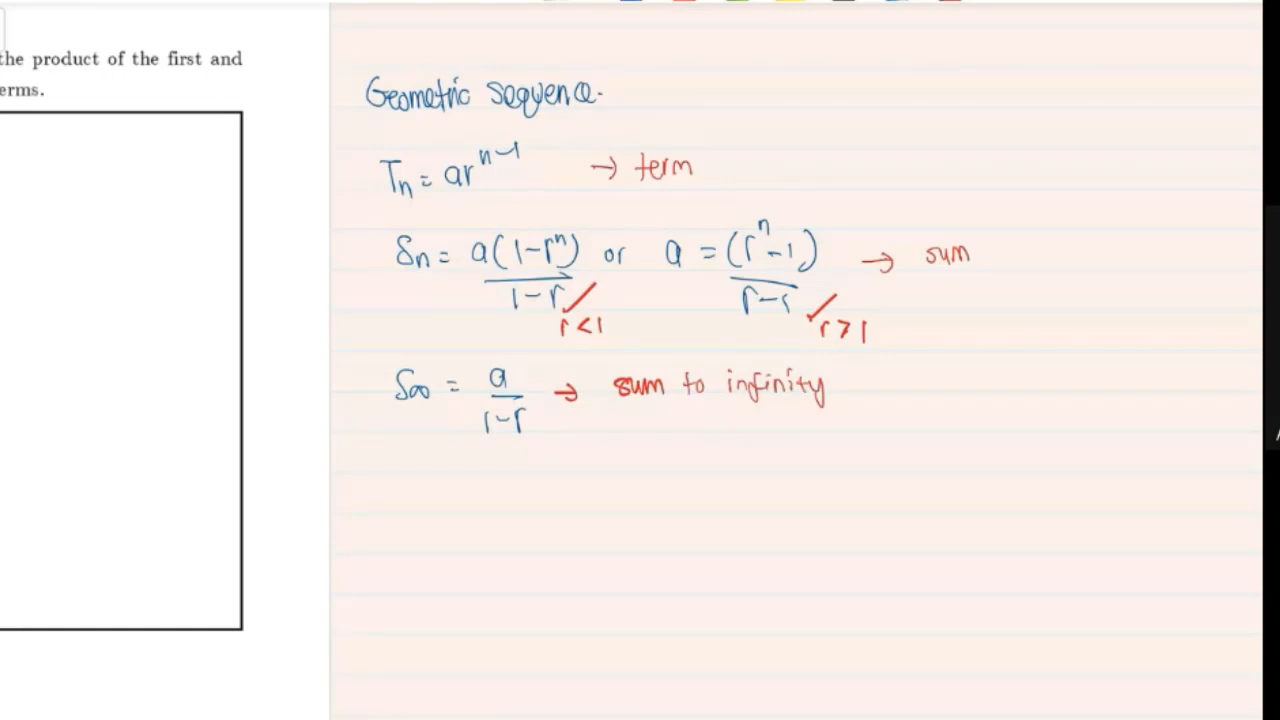 the product of the first and
erms.
Geometric sequence.
Tn = ar^(n-1) → term
Sn = a(1-r^n)/(1-r) or a = (r^n-1)/(r-1) → sum
r<1 r>1
S∞ = a/(1-r) → sum to infinity